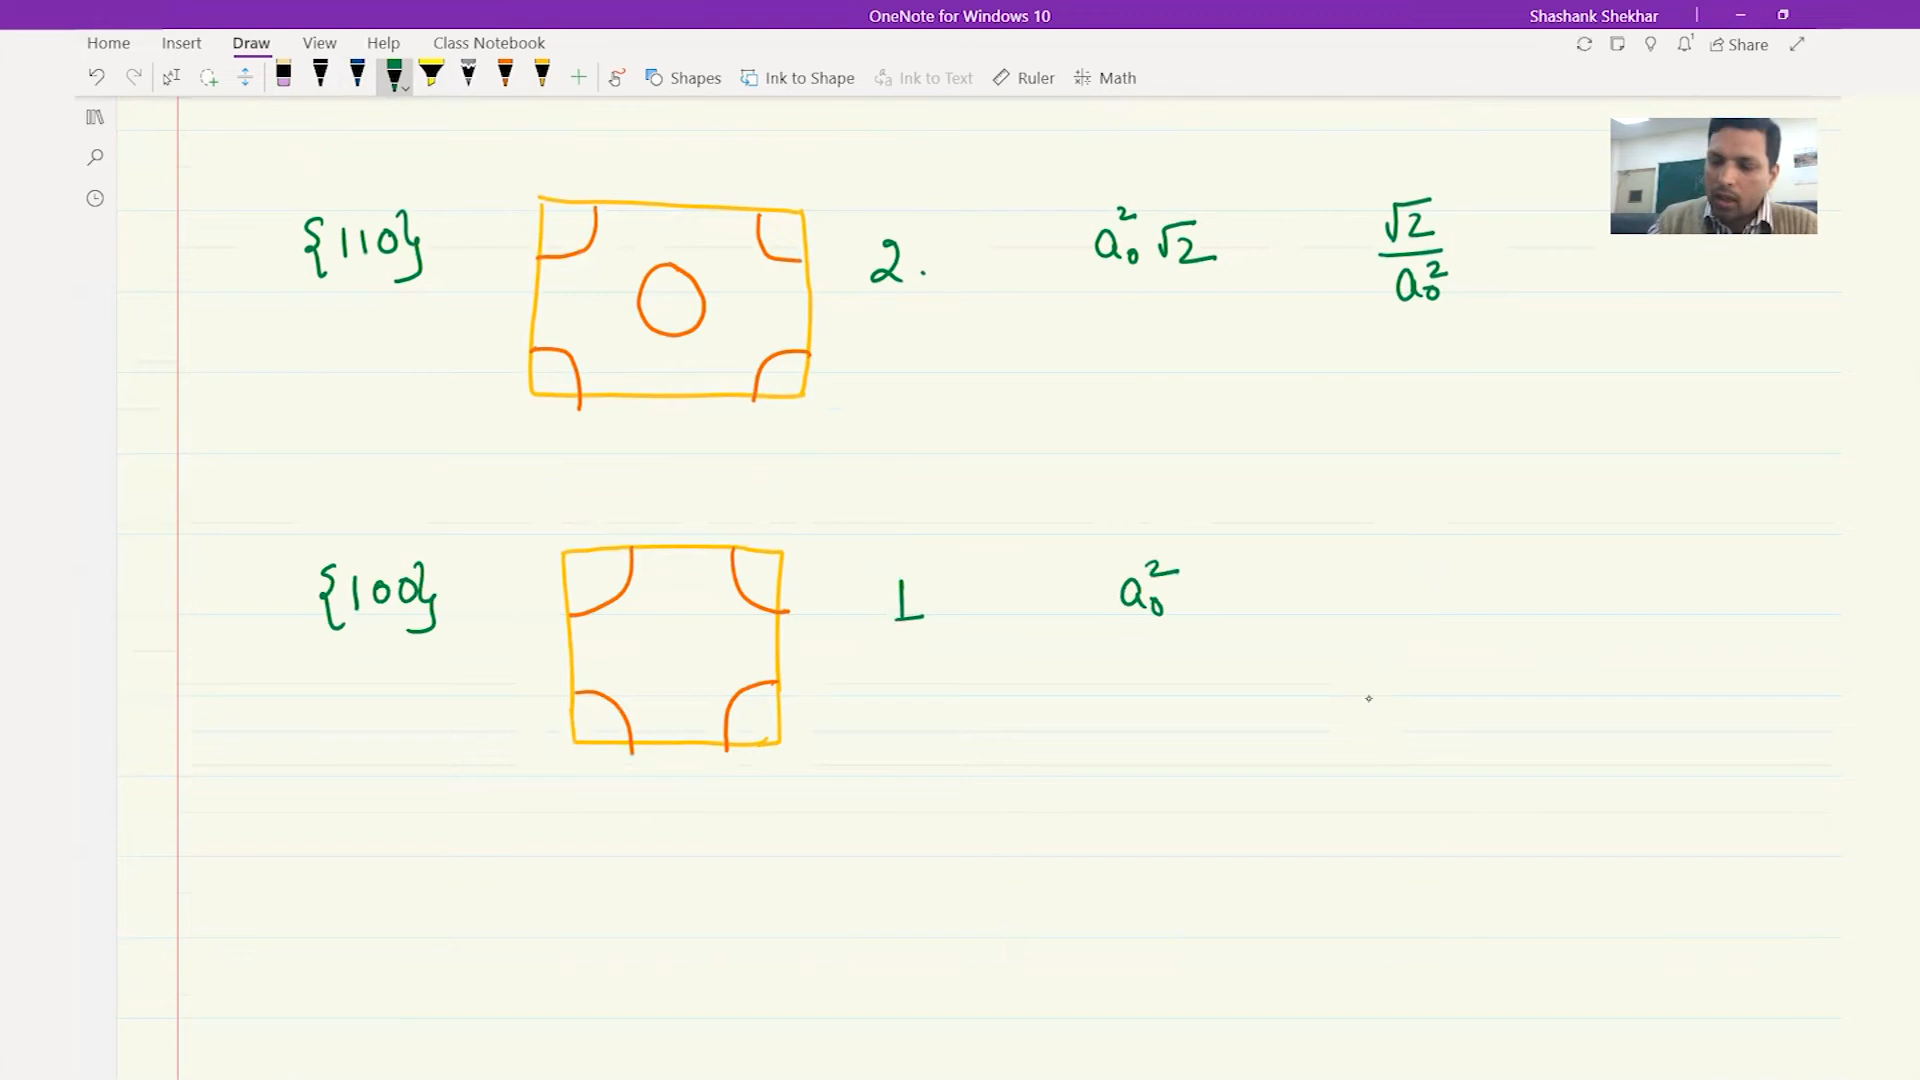 OneNote for Windows 10
Shashank Shekhar
Home Insert Draw View Help Class Notebook
Share
Shapes Ink to Shape Ink to Text Ruler Math
{110} 2. a₀² √2 √2/a₀²
{100} 1 a₀²